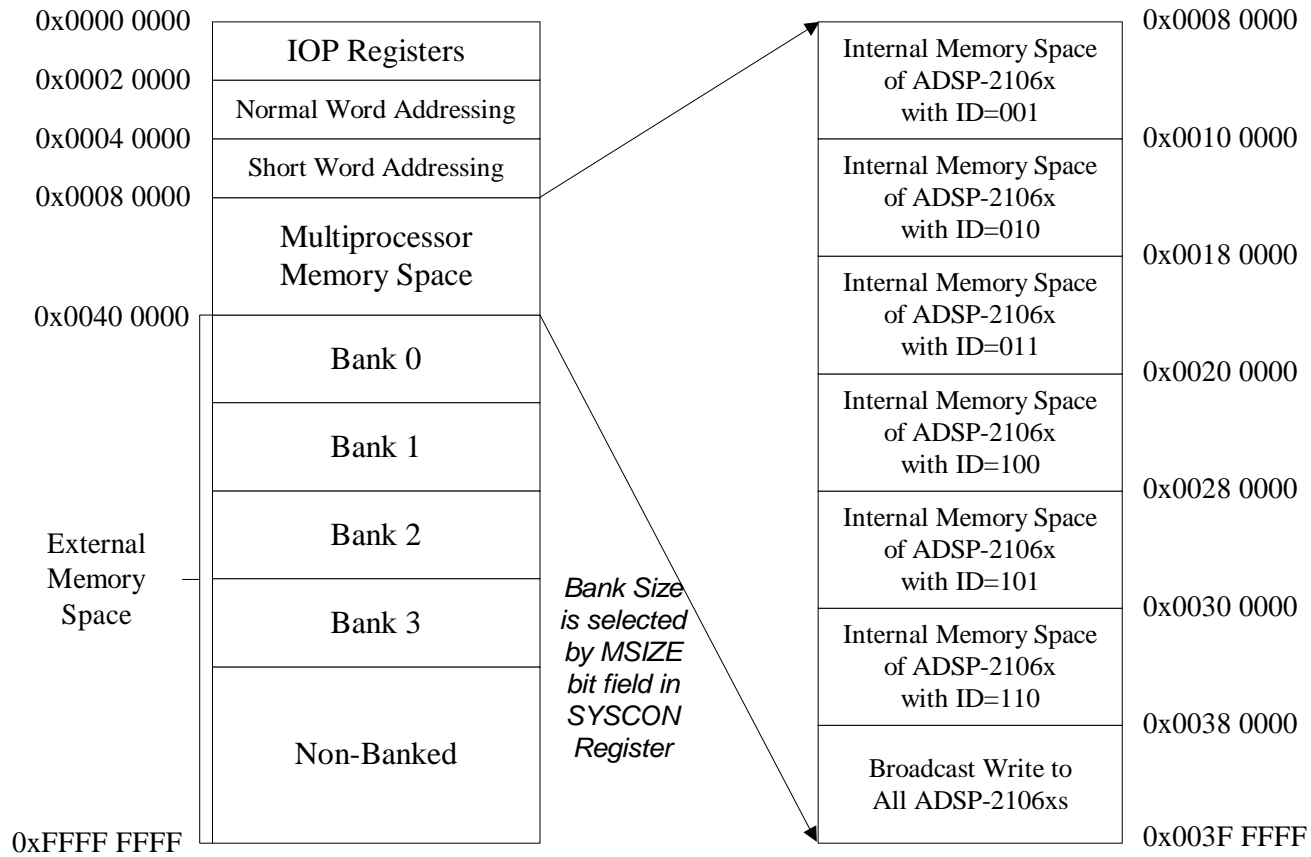 0x0000 0000
IOP Registers
0x0002 0000
Normal Word Addressing
0x0004 0000
Short Word Addressing
0x0008 0000
Multiprocessor
Memory Space
0x0040 0000
Bank 0
Bank 1
Bank 2
Bank 3
Non-Banked
0xFFFF FFFF
External
Memory
Space
Bank Size
is selected
by MSIZE
bit field in
SYSCON
Register
0x0008 0000
Internal Memory Space
of ADSP-2106x
with ID=001
0x0010 0000
Internal Memory Space
of ADSP-2106x
with ID=010
0x0018 0000
Internal Memory Space
of ADSP-2106x
with ID=011
0x0020 0000
Internal Memory Space
of ADSP-2106x
with ID=100
0x0028 0000
Internal Memory Space
of ADSP-2106x
with ID=101
0x0030 0000
Internal Memory Space
of ADSP-2106x
with ID=110
0x0038 0000
Broadcast Write to
All ADSP-2106xs
0x003F FFFF